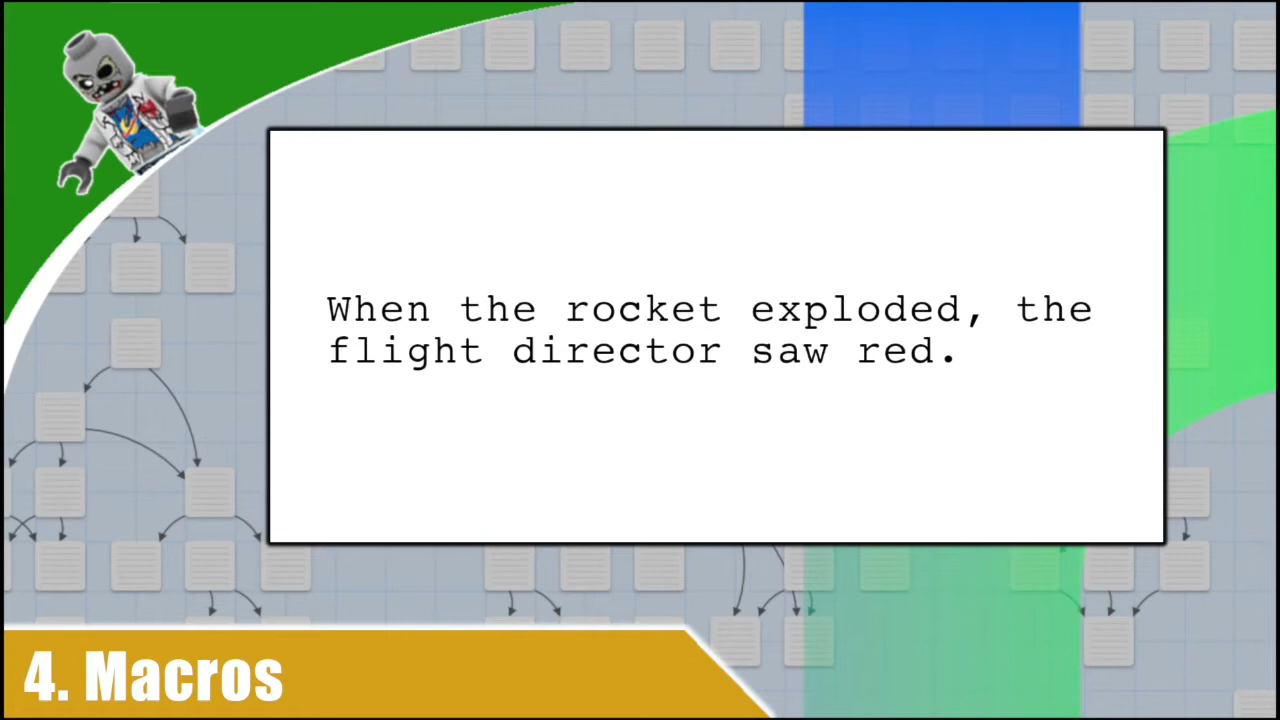 When the rocket exploded, the
flight director saw red.
4. Macros